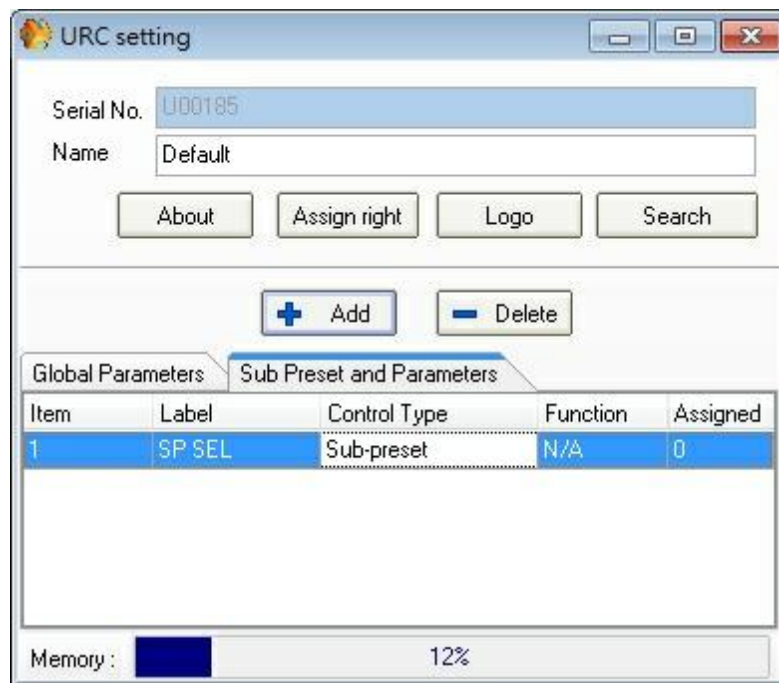 URC setting
Serial No. U00185
Name Default
About Assign right Logo Search
Add Delete
Global Parameters Sub Preset and Parameters
Item Label Control Type Function Assigned
1 SP SEL Sub-preset N/A 0
Memory : 12%